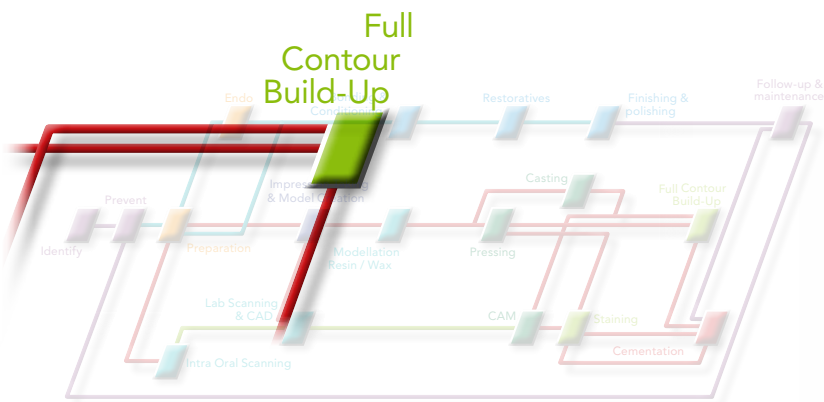 Full
Contour
Build-Up
Endo
Conditioning
Restoratives
Finishing &
polishing
Follow-up &
maintenance
Casting
Full Contour
Build-Up
Prevent
& Model Creation
Identify
Preparation
Modellation
Resin / Wax
Pressing
Lab Scanning
& CAD
CAM
Staining
Cementation
Intra Oral Scanning